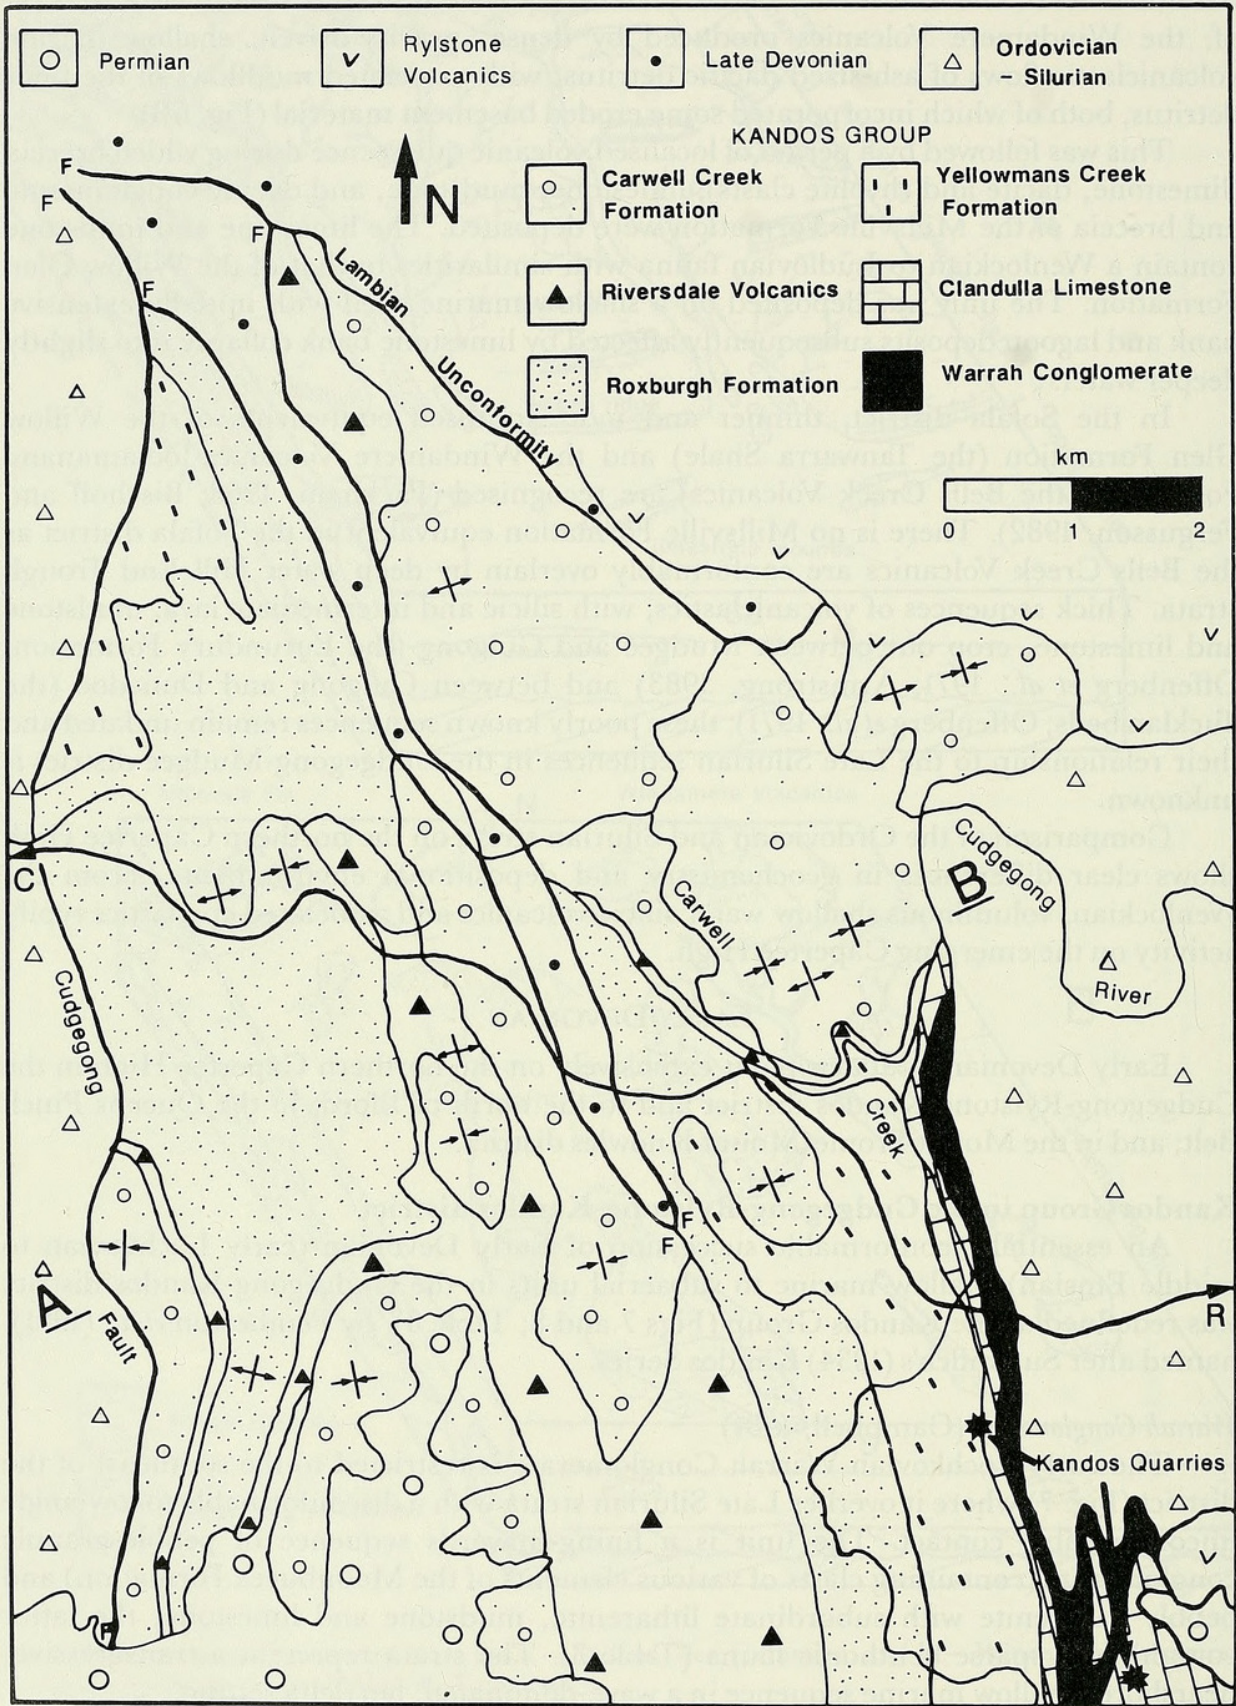 Permian
Rylstone
Volcanics
Late Devonian
Ordovician
– Silurian
KANDOS GROUP
Carwell Creek
Formation
Yellowmans Creek
Formation
Riversdale Volcanics
Clandulla Limestone
Roxburgh Formation
Warrah Conglomerate
N
km
0 1 2
F
F
F
F
Lambian
Unconformity
C
B
Cudgegong
River
Carwell
Creek
Cudgegong
Fault
A
F
F
R
Kandos Quarries
F